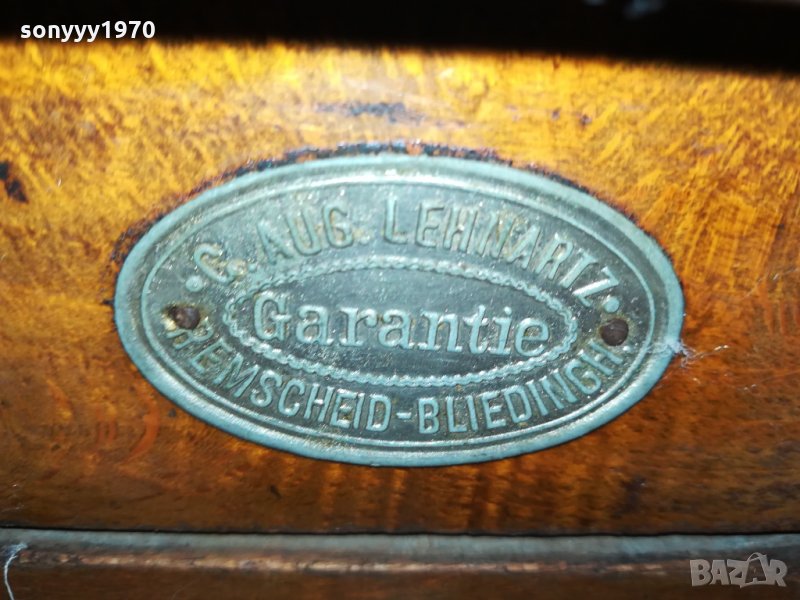 sonyyy1970
C. AUG. LEHNARTZ
Garantie
REMSCHEID-BLIEDINGH.
BAZAR